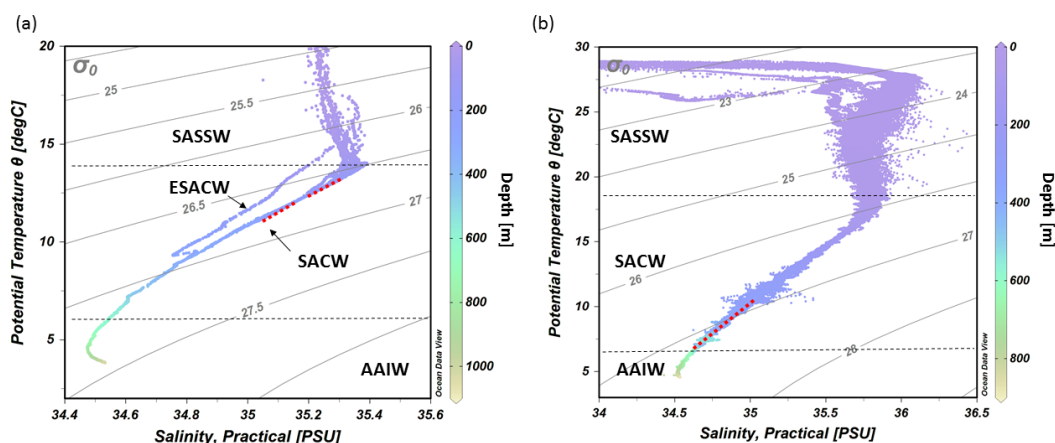 (a)
20
15
10
5
34.4
34.6
34.8
35
35.2
35.4
35.6
Potential Temperature θ [degC]
Salinity, Practical [PSU]
σ0
25
25.5
26
26.5
27
27.5
SASSW
ESACW
SACW
AAIW
Ocean Data View
0
200
400
600
800
1000
Depth [m]
(b)
30
25
20
15
10
5
34
34.5
35
35.5
36
36.5
Potential Temperature θ [degC]
Salinity, Practical [PSU]
σ0
23
24
25
26
27
28
SASSW
SACW
AAIW
Ocean Data View
0
200
400
600
800
Depth [m]